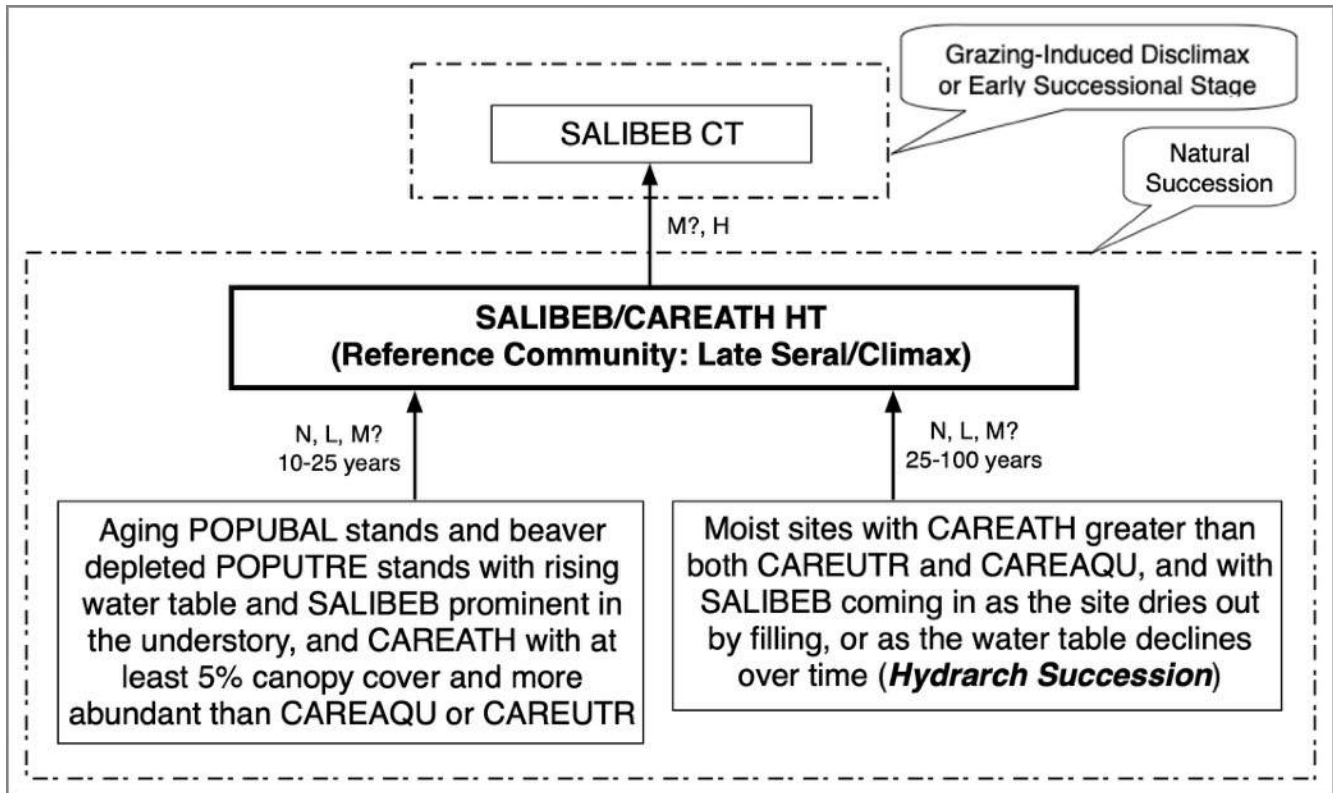 Grazing-Induced Disclimax
or Early Successional Stage
SALIBEB CT
Natural
Succession
M?, H
SALIBEB/CAREATH HT
(Reference Community: Late Seral/Climax)
N, L, M?
10-25 years
N, L, M?
25-100 years
Aging POPUBAL stands and beaver
depleted POPUTRE stands with rising
water table and SALIBEB prominent in
the understory, and CAREATH with at
least 5% canopy cover and more
abundant than CAREAQU or CAREUTR
Moist sites with CAREATH greater than
both CAREUTR and CAREAQU, and with
SALIBEB coming in as the site dries out
by filling, or as the water table declines
over time (Hydrarch Succession)